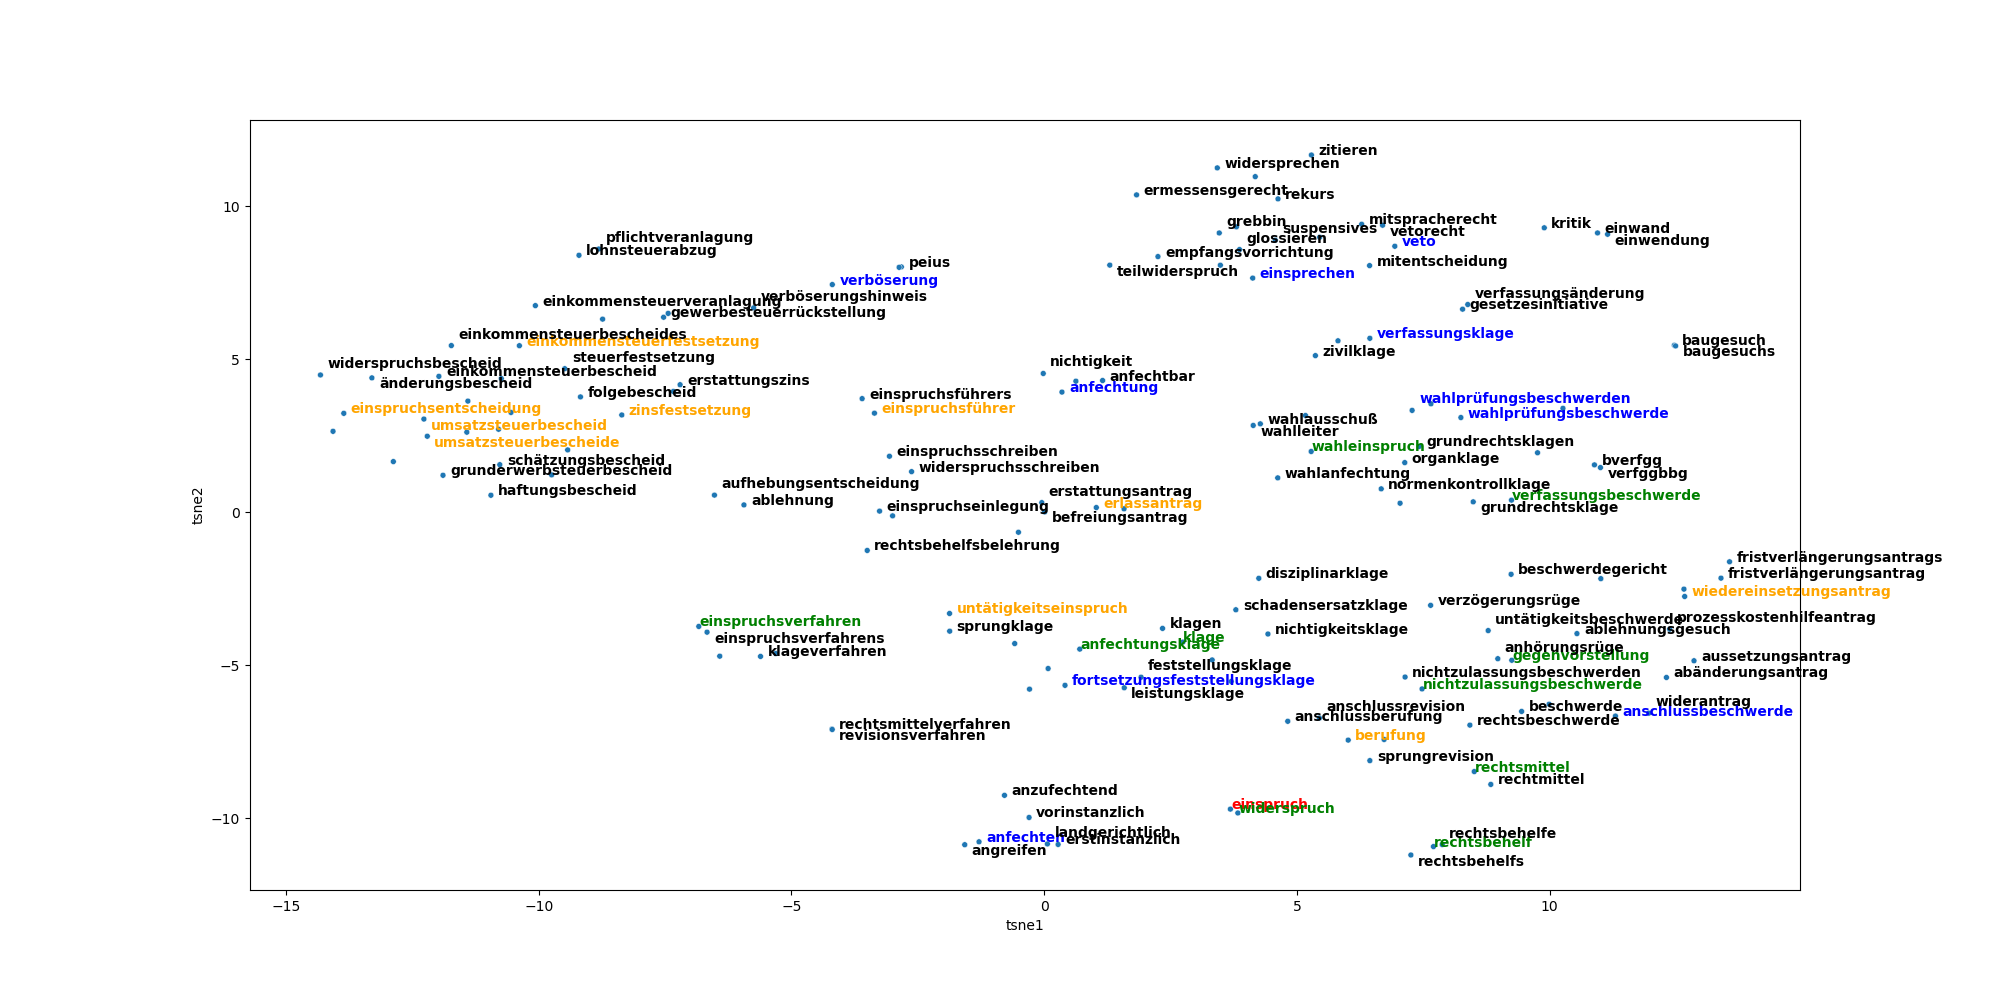 zitieren
widersprechen
ermessensgerecht
rekurs
grebbin
mitspracherecht
kritik
suspensives
einwand
vetorecht
pflichtveranlagung
glossieren
einwendung
veto
lohnsteuerabzug
empfangsvorrichtung
peius
mitentscheidung
teilwiderspruch
einsprechen
verböserung
verböserungshinweis
verfassungsänderung
einkommensteuerveranlagung
gesetzesinitiative
gewerbesteuerrückstellung
einkommensteuerbescheides
verfassungsklage
einkommensteuerfestsetzung
baugesuch
zivilklage
baugesuchs
steuerfestsetzung
widerspruchsbescheid
nichtigkeit
einkommensteuerbescheid
anfechtbar
änderungsbescheid
erstattungszins
anfechtung
folgebescheid
einspruchsführers
wahlprüfungsbeschwerden
einspruchsentscheidung
zinsfestsetzung
einspruchsführer
wahlprüfungsbeschwerde
umsatzsteuerbescheid
wahlausschuß
wahlleiter
umsatzsteuerbescheide
wahleinspruch
grundrechtsklagen
einspruchsschreiben
schätzungsbescheid
organklage
bverfgg
grunderwerbsteuerbescheid
widerspruchsschreiben
wahlanfechtung
verfggbbg
aufhebungsentscheidung
normenkontrollklage
haftungsbescheid
erstattungsantrag
verfassungsbeschwerde
ablehnung
einspruchseinlegung
erlassantrag
grundrechtsklage
befreiungsantrag
rechtsbehelfsbelehrung
fristverlängerungsantrags
disziplinarklage
beschwerdegericht
fristverlängerungsantrag
wiedereinsetzungsantrag
untätigkeitseinspruch
schadensersatzklage
verzögerungsrüge
einspruchsverfahren
sprungklage
klagen
nichtigkeitsklage
untätigkeitsbeschwerde
prozesskostenhilfeantrag
ablehnungsgesuch
einspruchsverfahrens
klage
anfechtungsklage
anhörungsrüge
klageverfahren
gegenvorstellung
aussetzungsantrag
feststellungsklage
nichtzulassungsbeschwerden
abänderungsantrag
fortsetzungsfeststellungsklage
nichtzulassungsbeschwerde
leistungsklage
widerantrag
anschlussrevision
beschwerde
anschlussbeschwerde
anschlussberufung
rechtsbeschwerde
rechtsmittelverfahren
revisionsverfahren
berufung
sprungrevision
rechtsmittel
rechtmittel
anzufechtend
einspruch
widerspruch
vorinstanzlich
landgerichtlich
rechtsbehelfe
anfechten
erstinstanzlich
rechtsbehelf
angreifen
rechtsbehelfs
10
5
0
−5
−10
tsne2
−15
−10
−5
0
5
10
tsne1